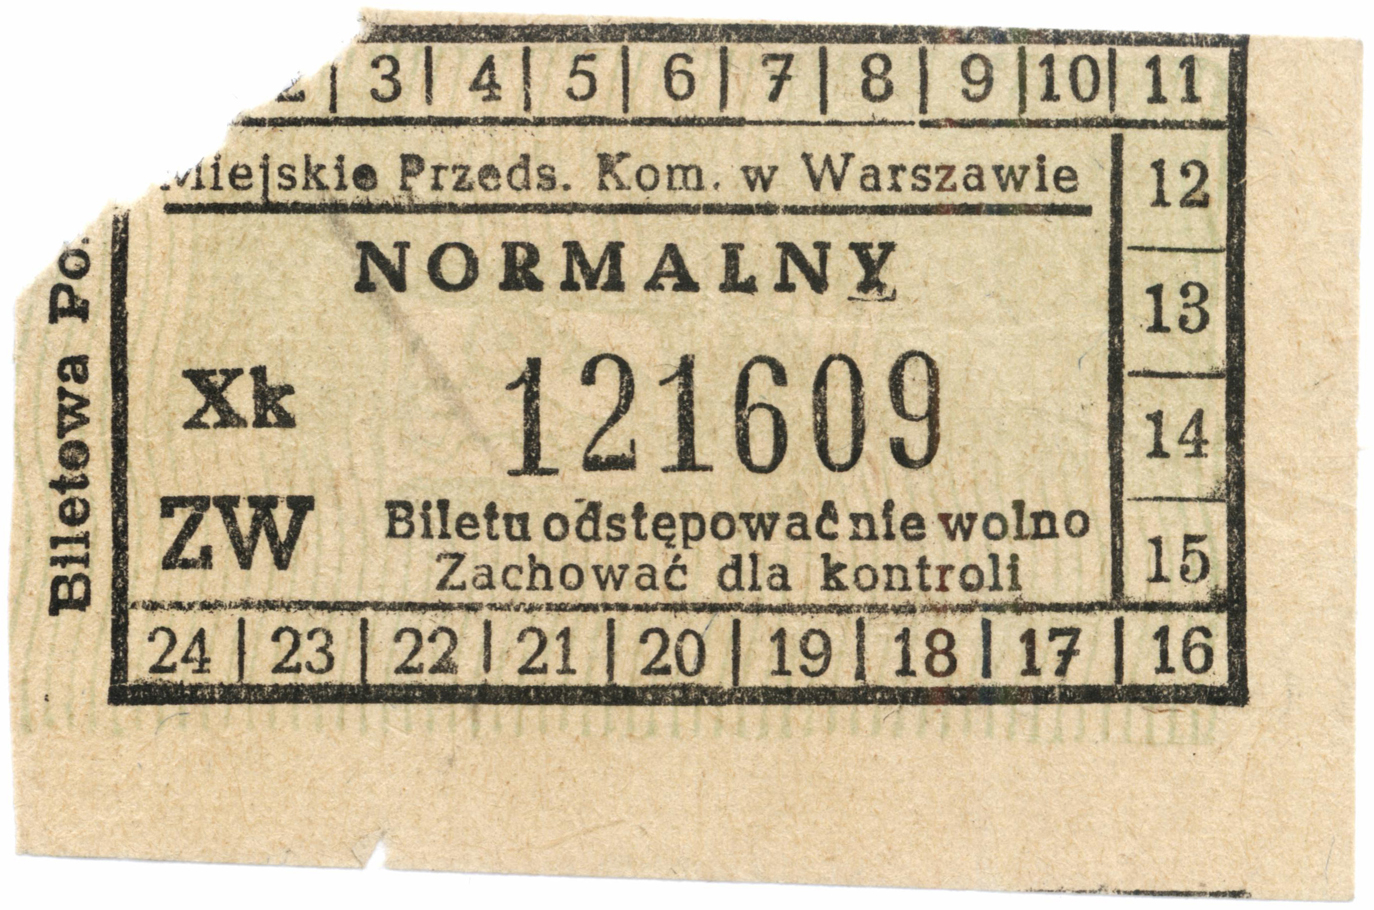 2 3 4 5 6 7 8 9 10 11
Miejskie Przeds. Kom. w Warszawie
12
NORMALNY
13
Xk 121609
14
ZW
Biletu odstępować nie wolno
Zachować dla kontroli
15
24 23 22 21 20 19 18 17 16
Biletowa Po.